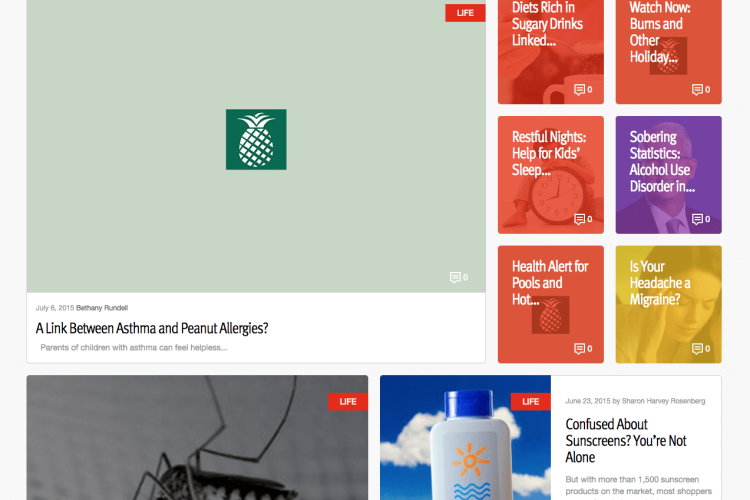 LIFE
0
July 6, 2015 Bethany Rundell
A Link Between Asthma and Peanut Allergies?
Parents of children with asthma can feel helpless...
Diets Rich in
Sugary Drinks
Linked...
0
Watch Now:
Burns and
Other
Holiday...
0
Restful Nights:
Help for Kids'
Sleep...
0
Sobering
Statistics:
Alcohol Use
Disorder in...
0
Health Alert for
Pools and
Hot...
0
Is Your
Headache a
Migraine?
0
LIFE
LIFE
June 23, 2015 by Sharon Harvey Rosenberg
Confused About
Sunscreens? You're Not
Alone
But with more than 1,500 sunscreen
products on the market, most shoppers